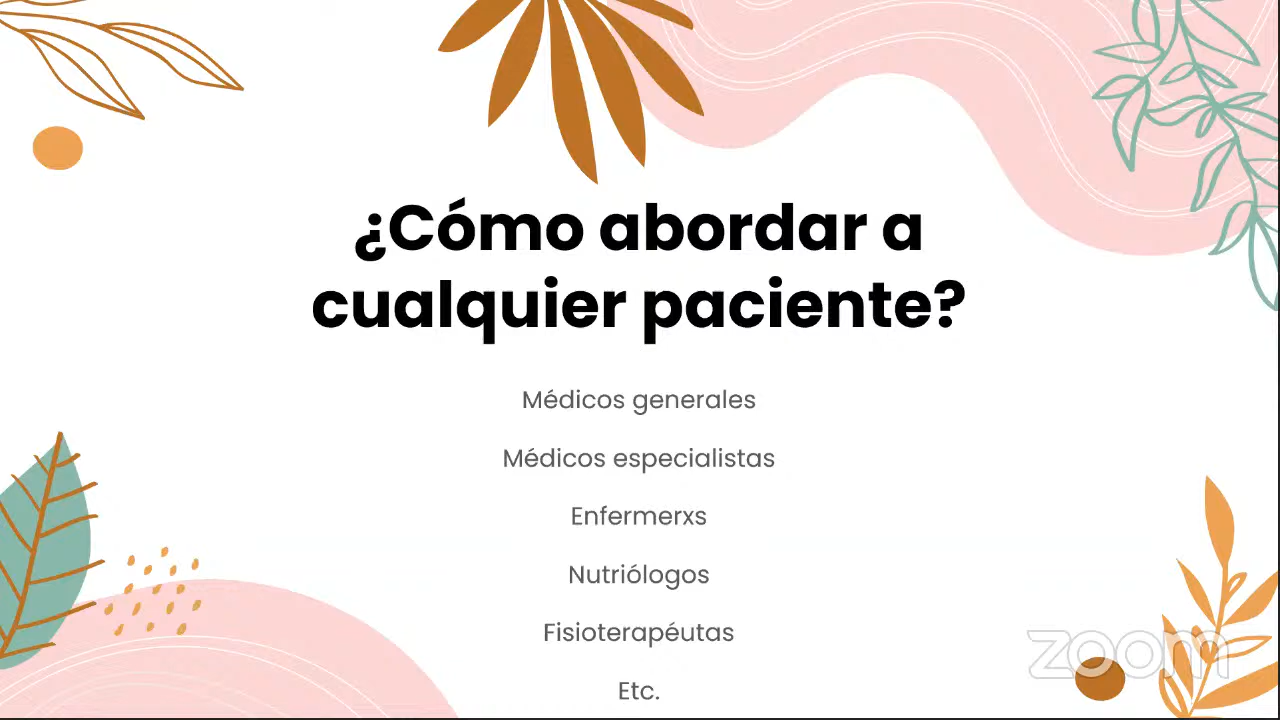 ¿Cómo abordar a
cualquier paciente?
Médicos generales
Médicos especialistas
Enfermerxs
Nutriólogos
Fisioterapéutas
Etc.
zoom